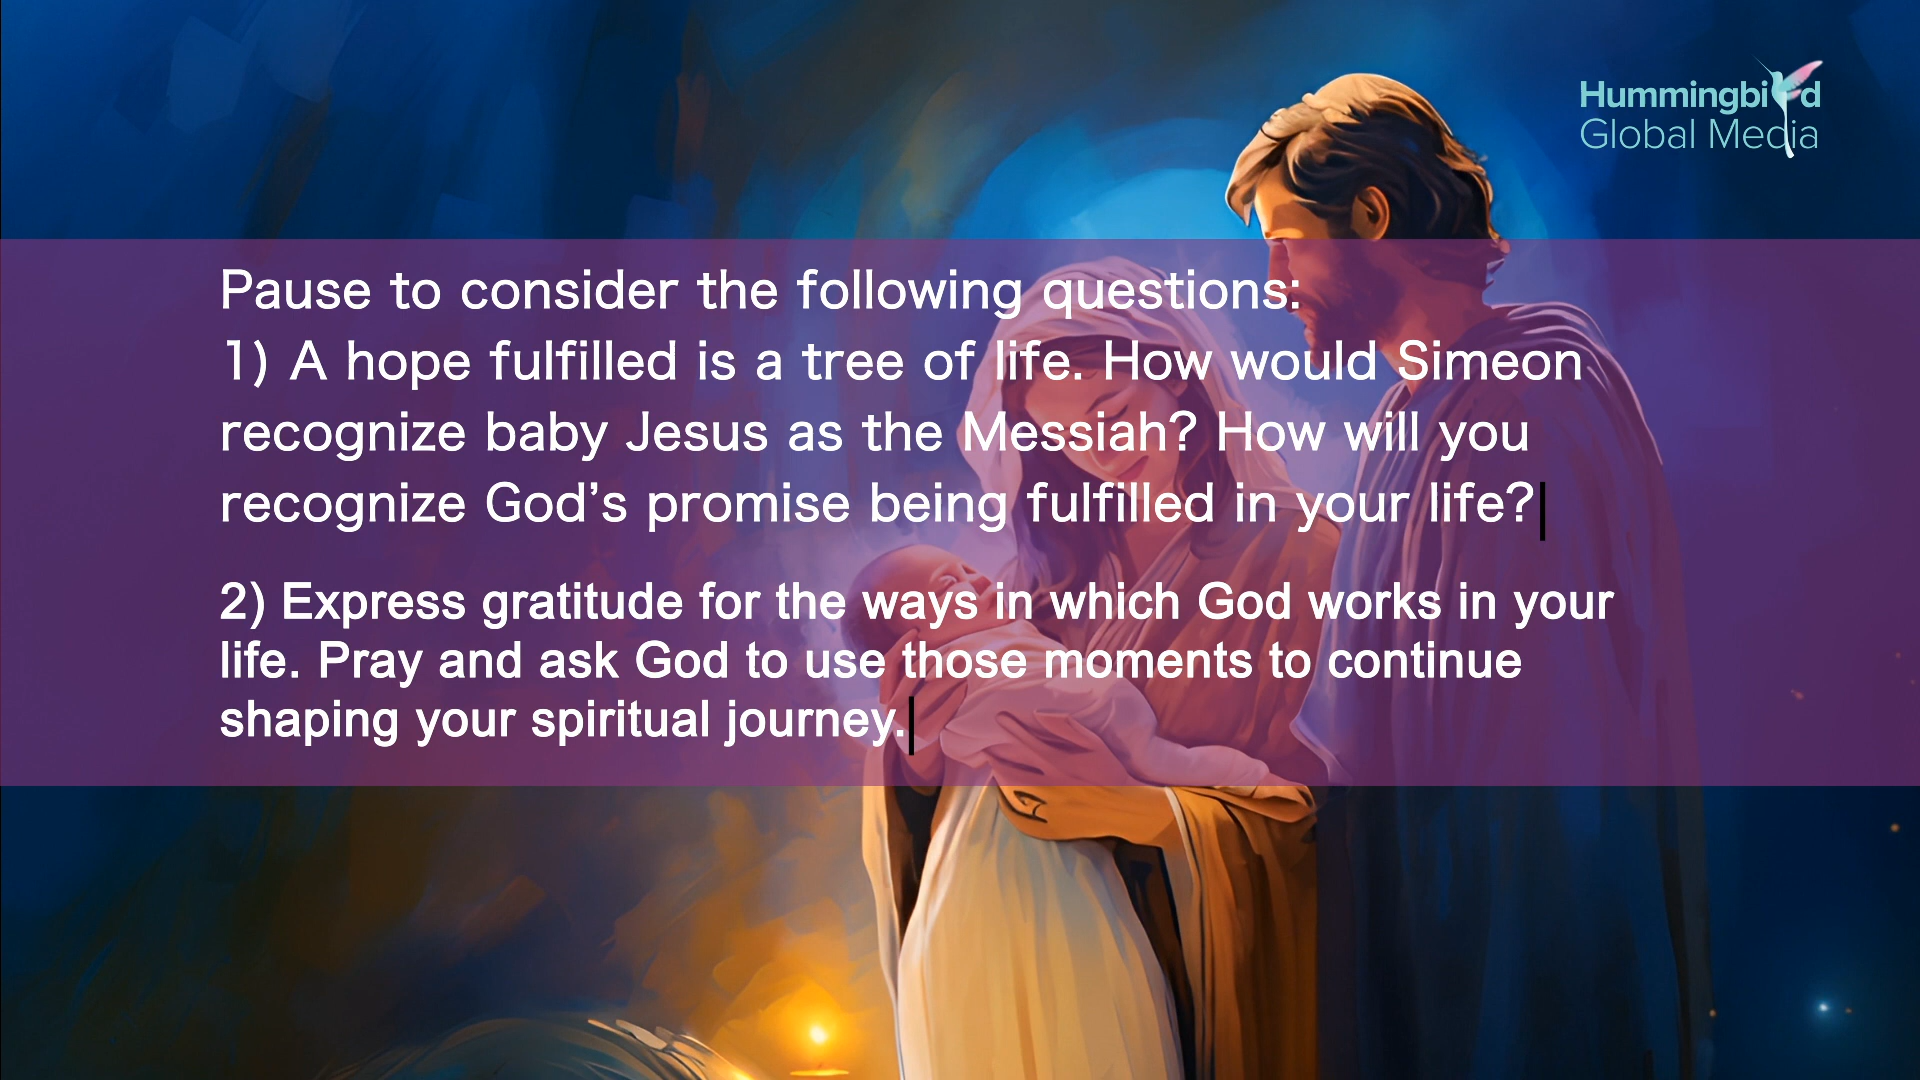 Hummingbird
Global Media
Pause to consider the following questions:
1) A hope fulfilled is a tree of life. How would Simeon
recognize baby Jesus as the Messiah? How will you
recognize God’s promise being fulfilled in your life?
2) Express gratitude for the ways in which God works in your
life. Pray and ask God to use those moments to continue
shaping your spiritual journey.